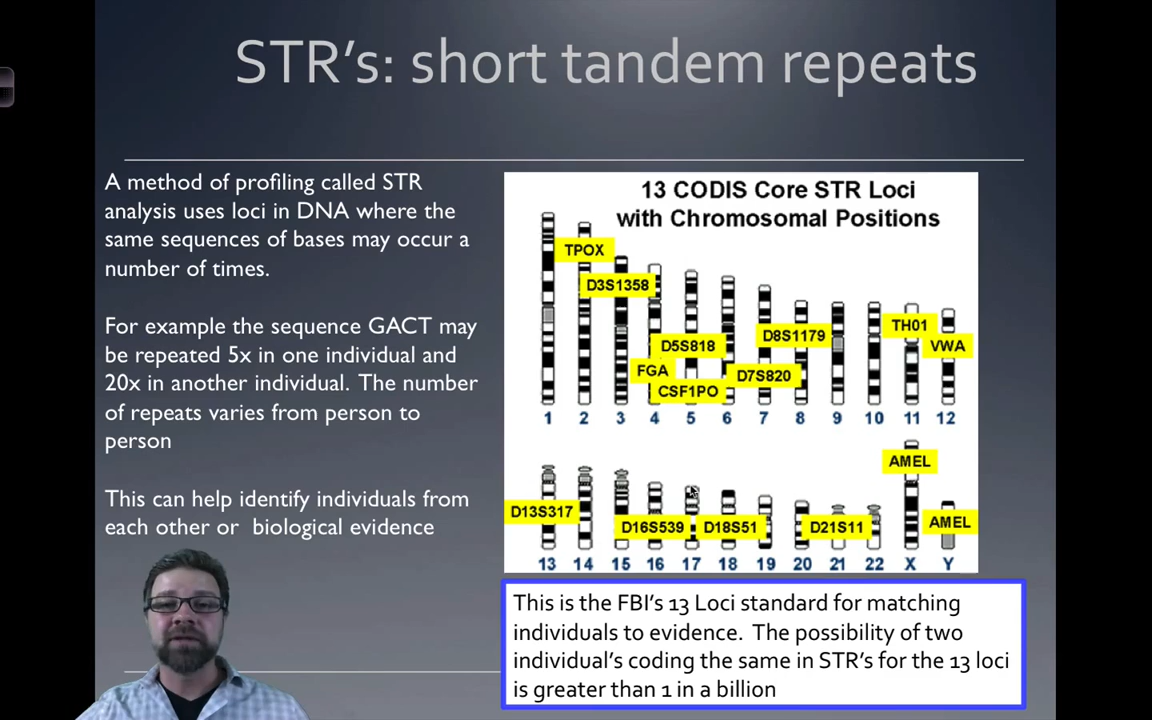 STR's: short tandem repeats
A method of profiling called STR
analysis uses loci in DNA where the
same sequences of bases may occur a
number of times.
For example the sequence GACT may
be repeated 5x in one individual and
20x in another individual. The number
of repeats varies from person to
person
This can help identify individuals from
each other or biological evidence
13 CODIS Core STR Loci
with Chromosomal Positions
TPOX
D3S1358
TH01
D8S1179
D5S818
VWA
FGA
D7S820
CSF1PO
1 2 3 4 5 6 7 8 9 10 11 12
AMEL
D13S317
AMEL
D16S539
D18S51
D21S11
13 14 15 16 17 18 19 20 21 22 X Y
This is the FBI's 13 Loci standard for matching
individuals to evidence. The possibility of two
individual's coding the same in STR's for the 13 loci
is greater than 1 in a billion